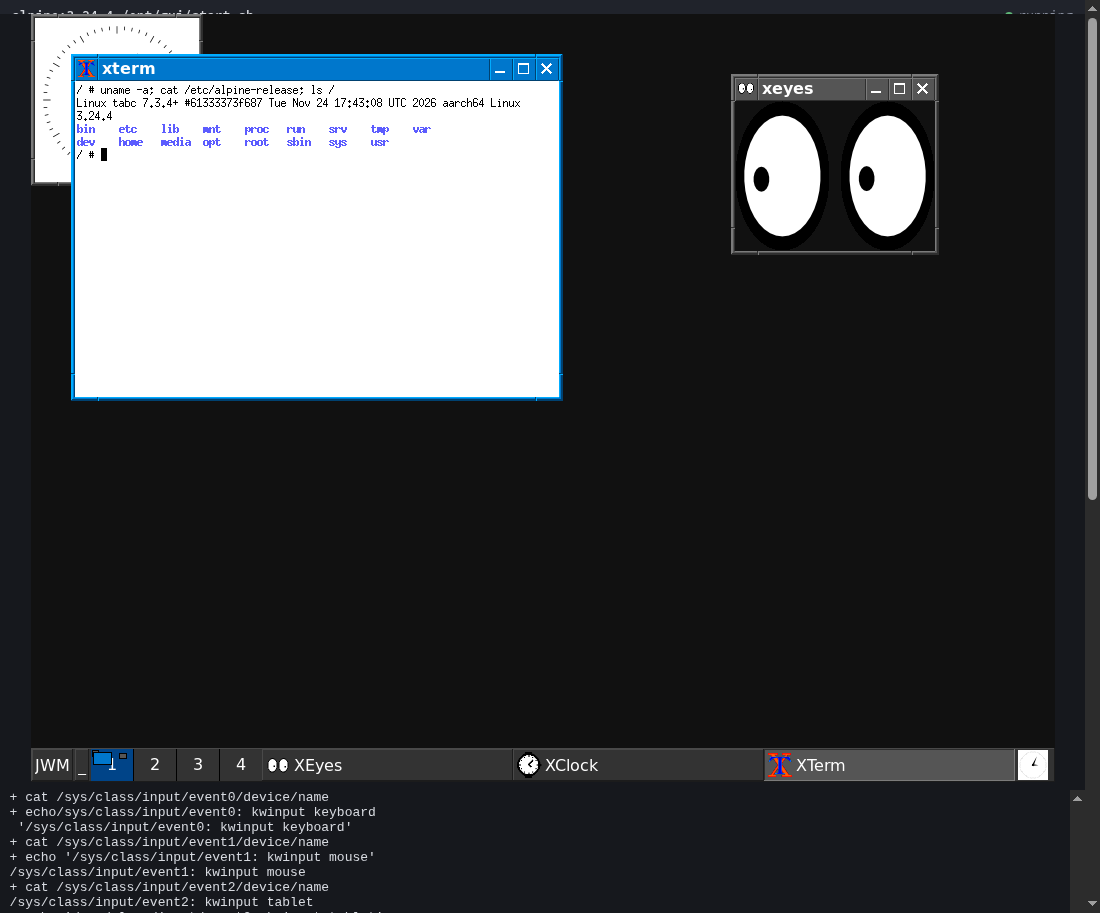 xterm
/ # uname -a; cat /etc/alpine-release; ls /
Linux tabc 7.3.4+ #61333373f687 Tue Nov 24 17:43:08 UTC 2026 aarch64 Linux
3.24.4
bin etc lib mnt proc run srv tmp var
dev home media opt root sbin sys usr
/ #
xeyes
JWM _ 1 2 3 4 XEyes XClock XTerm
+ cat /sys/class/input/event0/device/name
+ echo/sys/class/input/event0: kwinput keyboard
'/sys/class/input/event0: kwinput keyboard'
+ cat /sys/class/input/event1/device/name
+ echo '/sys/class/input/event1: kwinput mouse'
/sys/class/input/event1: kwinput mouse
+ cat /sys/class/input/event2/device/name
/sys/class/input/event2: kwinput tablet